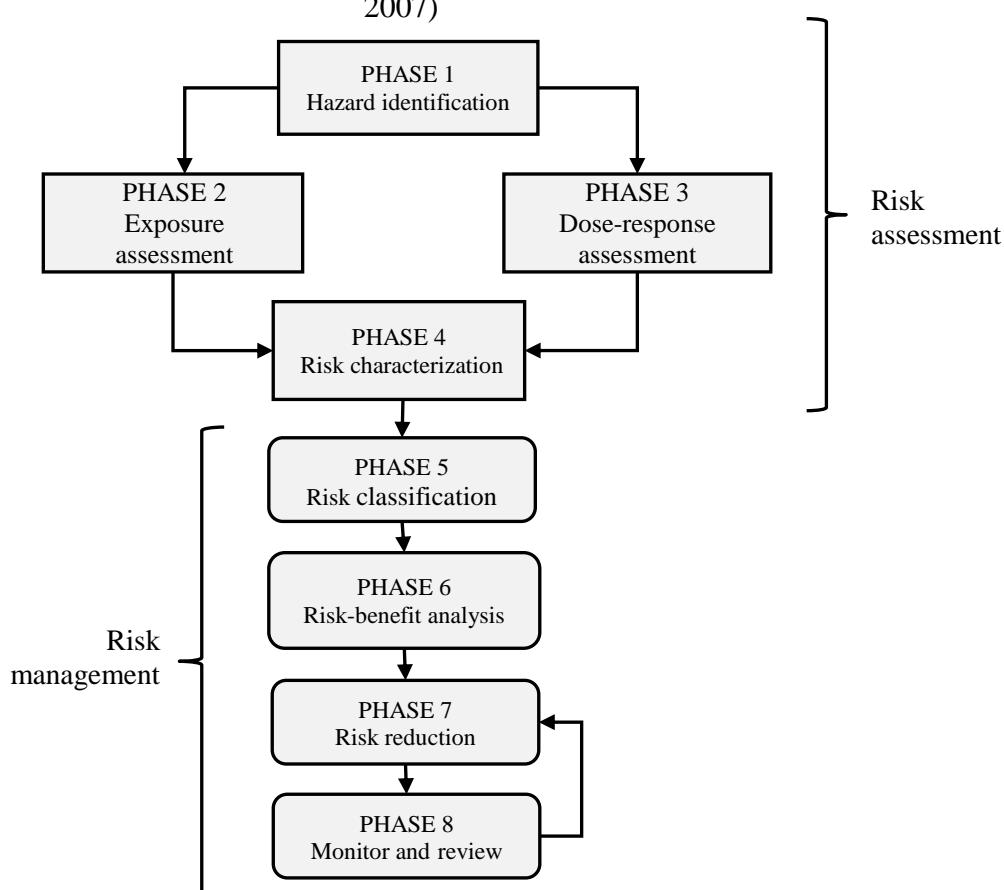 2007)
PHASE 1
Hazard identification
PHASE 2
Exposure
assessment
PHASE 3
Dose-response
assessment
Risk
assessment
PHASE 4
Risk characterization
PHASE 5
Risk classification
PHASE 6
Risk-benefit analysis
Risk
management
PHASE 7
Risk reduction
PHASE 8
Monitor and review